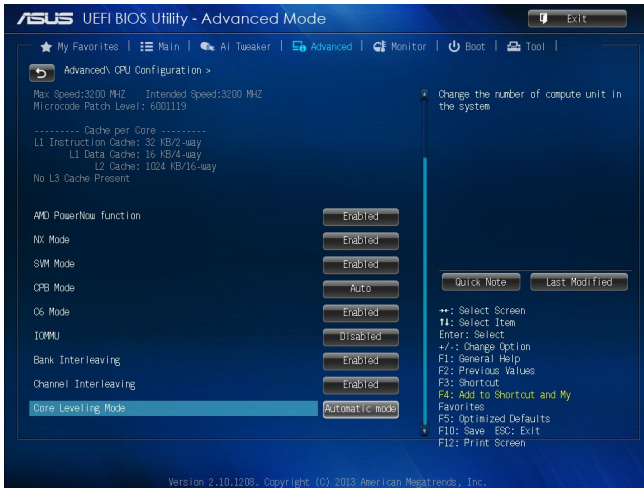 ASUS UEFI BIOS Utility - Advanced Mode
Exit
My Favorites | Main | Ai Tweaker | Advanced | Monitor | Boot | Tool |
Advanced\ CPU Configuration >
Max Speed:3200 MHZ Intended Speed:3200 MHZ
Microcode Patch Level: 6001119
--------- Cache per Core ---------
L1 Instruction Cache: 32 KB/2-way
L1 Data Cache: 16 KB/4-way
L2 Cache: 1024 KB/16-way
No L3 Cache Present
AMD PowerNow function Enabled
NX Mode Enabled
SVM Mode Enabled
CPB Mode Auto
C6 Mode Enabled
IOMMU Disabled
Bank Interleaving Enabled
Channel Interleaving Enabled
Core Leveling Mode Automatic mode
Change the number of compute unit in
the system
Quick Note Last Modified
→←: Select Screen
↑↓: Select Item
Enter: Select
+/-: Change Option
F1: General Help
F2: Previous Values
F3: Shortcut
F4: Add to Shortcut and My
Favorites
F5: Optimized Defaults
F10: Save ESC: Exit
F12: Print Screen
Version 2.10.1208. Copyright (C) 2013 American Megatrends, Inc.